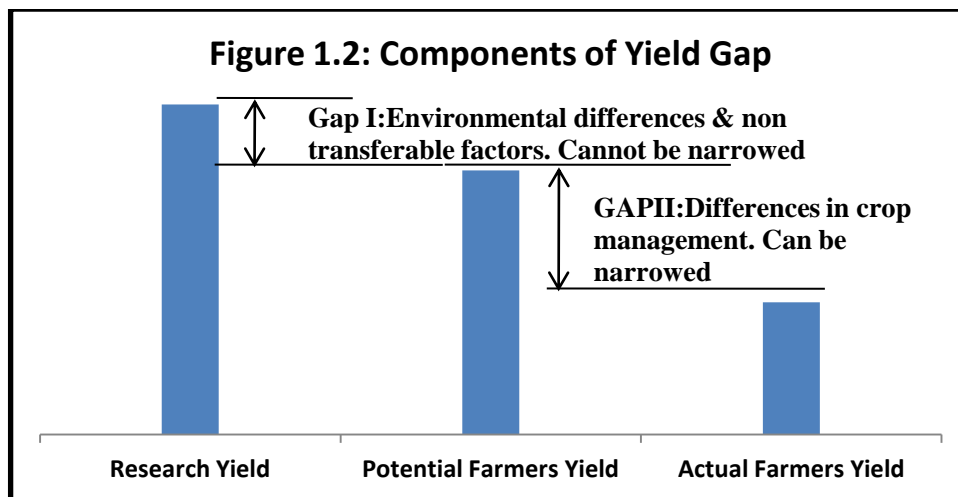 Figure 1.2: Components of Yield Gap
Gap I:Environmental differences & non
transferable factors. Cannot be narrowed
GAPII:Differences in crop
management. Can be
narrowed
Research Yield
Potential Farmers Yield
Actual Farmers Yield